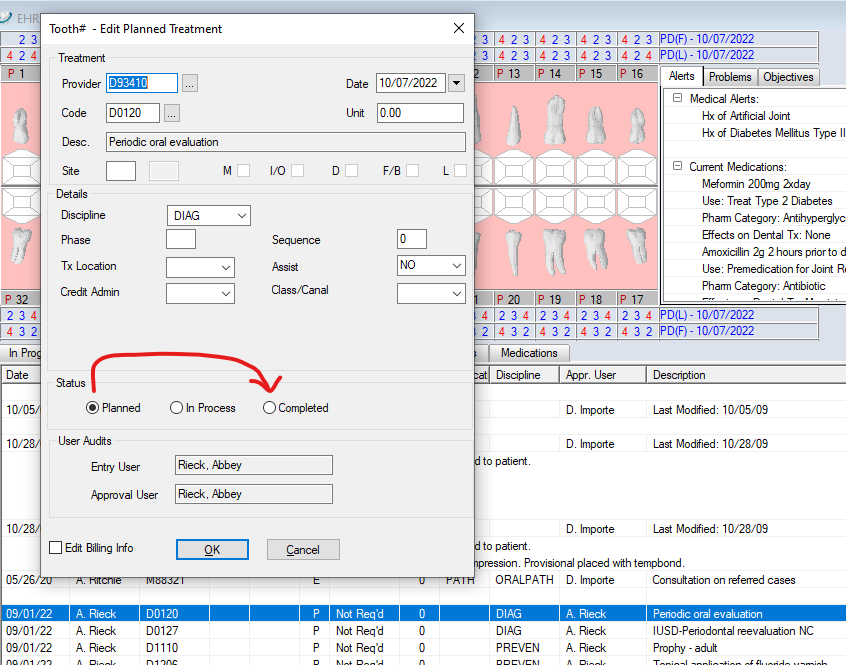 EHR
Tooth# - Edit Planned Treatment
Treatment
Provider D93410 ... Date 10/07/2022
Code D0120 ... Unit 0.00
Desc. Periodic oral evaluation
Site M I/O D F/B L
Details
Discipline DIAG
Phase Sequence 0
Tx Location Assist NO
Credit Admin Class/Canal
Status
Planned In Process Completed
User Audits
Entry User Rieck, Abbey
Approval User Rieck, Abbey
Edit Billing Info OK Cancel
2 3 3 4 2 3 4 2 3 4 2 3 4 2 3 PD(F) - 10/07/2022
4 2 4 3 4 2 3 4 2 3 4 2 3 4 2 3 PD(L) - 10/07/2022
P 1 2 P 13 P 14 P 15 P 16
Alerts Problems Objectives
Medical Alerts:
Hx of Artificial Joint
Hx of Diabetes Mellitus Type II
Current Medications:
Meformin 200mg 2xday
Use: Treat Type 2 Diabetes
Pharm Category: Antihyperglyc
Effects on Dental Tx: None
Amoxicillin 2g 2 hours prior to d
Use: Premedication for Joint R
Pharm Category: Antibiotic
P 32 1 P 20 P 19 P 18 P 17
2 3 4 4 2 3 4 2 3 4 2 3 4 2 3 4 PD(L) - 10/07/2022
4 3 2 2 4 3 2 4 3 2 4 3 2 4 3 2 PD(F) - 10/07/2022
In Prog s Medications
Date cat Discipline Appr. User Description
10/05/ D. Importe Last Modified: 10/05/09
10/28/ D. Importe Last Modified: 10/28/09
d to patient.
10/28/ D. Importe Last Modified: 10/28/09
d to patient.
mpression. Provisional placed with tempbond.
05/26/20 A. Ritchie M88321 E 0 PATH ORALPATH D. Importe Consultation on referred cases
09/01/22 A. Rieck D0120 P Not Req'd 0 DIAG A. Rieck Periodic oral evaluation
09/01/22 A. Rieck D0127 P Not Req'd 0 DIAG A. Rieck IUSD-Periodontal reevaluation NC
09/01/22 A. Rieck D1110 P Not Req'd 0 PREVEN A. Rieck Prophy - adult
09/01/22 A. Rieck D1206 P Not Req'd 0 PREVEN A. Rieck Topical application of fluoride varnish